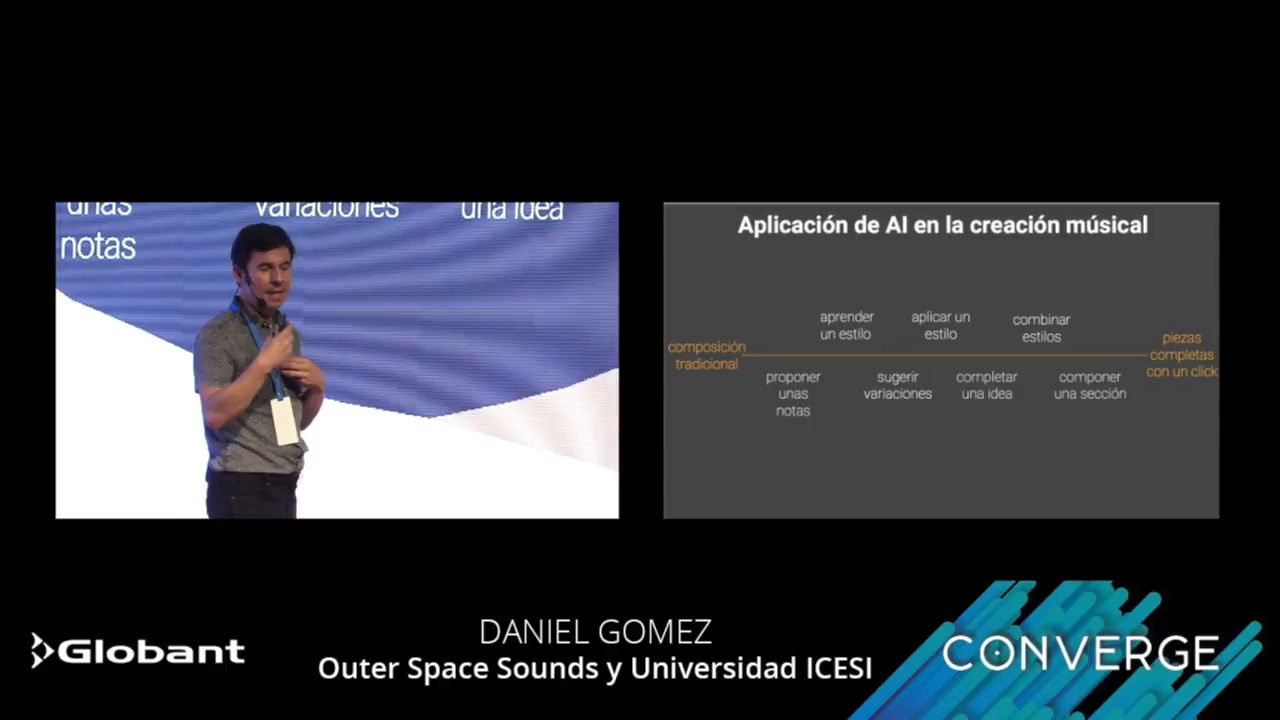 unas
notas
variaciones
una idea
Aplicación de AI en la creación músical
aprender
un estilo
aplicar un
estilo
combinar
estilos
composición
tradicional
piezas
completas
con un click
proponer
unas
notas
sugerir
variaciones
completar
una idea
componer
una sección
Globant
DANIEL GOMEZ
Outer Space Sounds y Universidad ICESI
CONVERGE